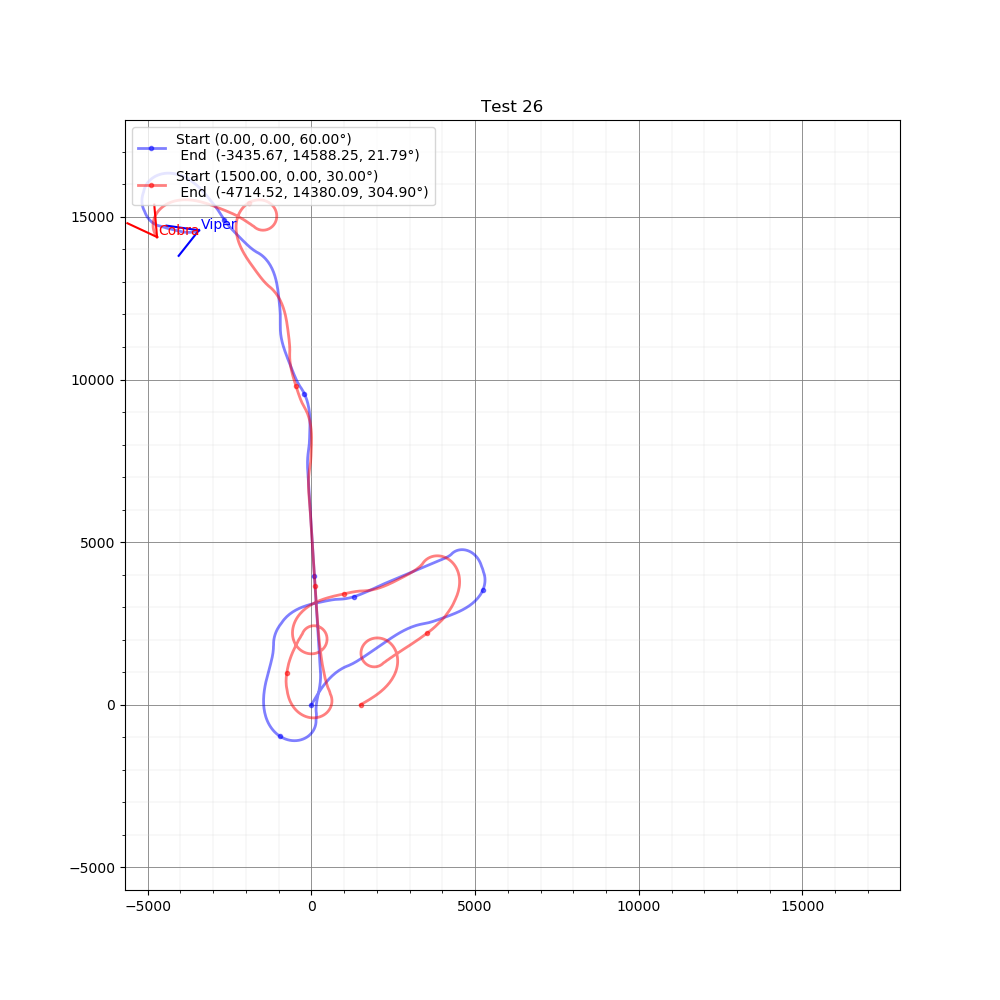 Test 26
Start (0.00, 0.00, 60.00°)
End (-3435.67, 14588.25, 21.79°)
Start (1500.00, 0.00, 30.00°)
End (-4714.52, 14380.09, 304.90°)
Viper
Cobra
15000
10000
5000
0
−5000
−5000
0
5000
10000
15000